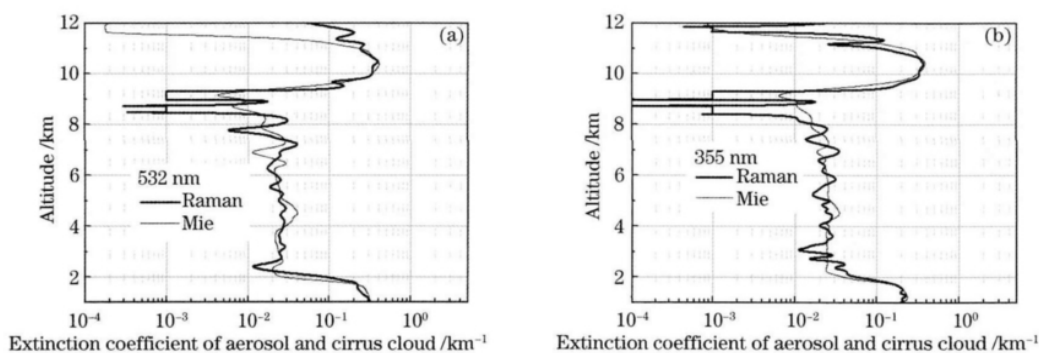 12
(a)
10
Altitude /km
8
6
532 nm
Raman
4
Mie
2
10⁻⁴ 10⁻³ 10⁻² 10⁻¹ 10⁰
Extinction coefficient of aerosol and cirrus cloud /km⁻¹
12
(b)
10
Altitude /km
8
6
355 nm
Raman
4
Mie
2
10⁻⁴ 10⁻³ 10⁻² 10⁻¹ 10⁰
Extinction coefficient of aerosol and cirrus cloud /km⁻¹